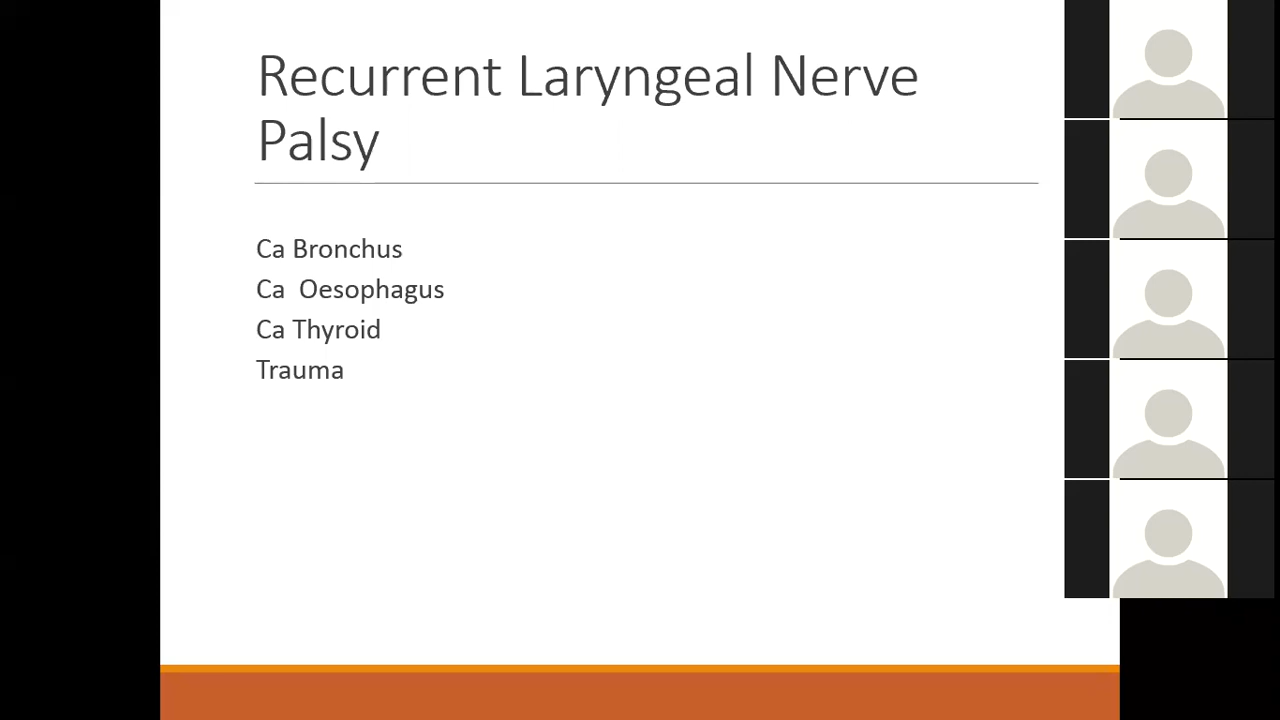 Recurrent Laryngeal Nerve
Palsy
Ca Bronchus
Ca  Oesophagus
Ca Thyroid
Trauma